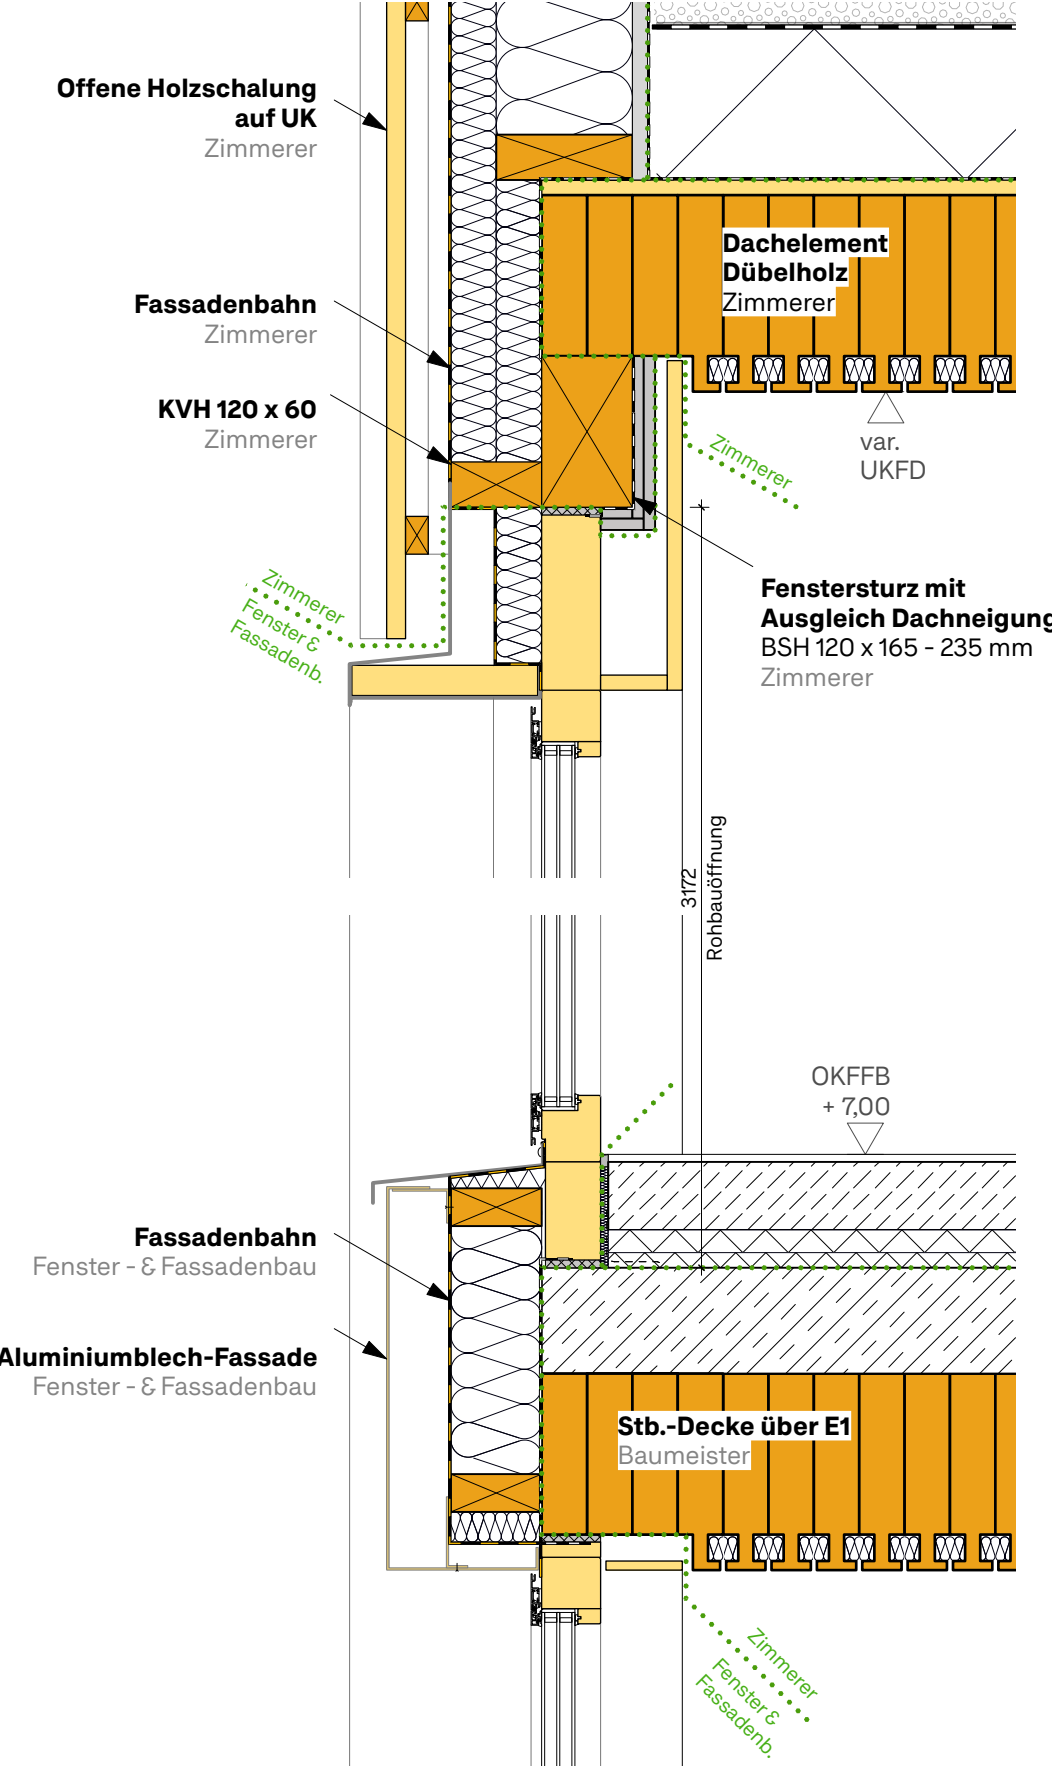 Offene Holzschalung
auf UK
Zimmerer
Dachelement
Dübelholz
Zimmerer
Fassadenbahn
Zimmerer
KVH 120 x 60
Zimmerer
var.
UKFD
Zimmerer
Zimmerer
Fenster &
Fassadenb.
Fenstersturz mit
Ausgleich Dachneigung
BSH 120 x 165 - 235 mm
Zimmerer
3172
Rohbauöffnung
OKFFB
+ 7,00
Fassadenbahn
Fenster - & Fassadenbau
Aluminiumblech-Fassade
Fenster - & Fassadenbau
Stb.-Decke über E1
Baumeister
Zimmerer
Fenster &
Fassadenb.